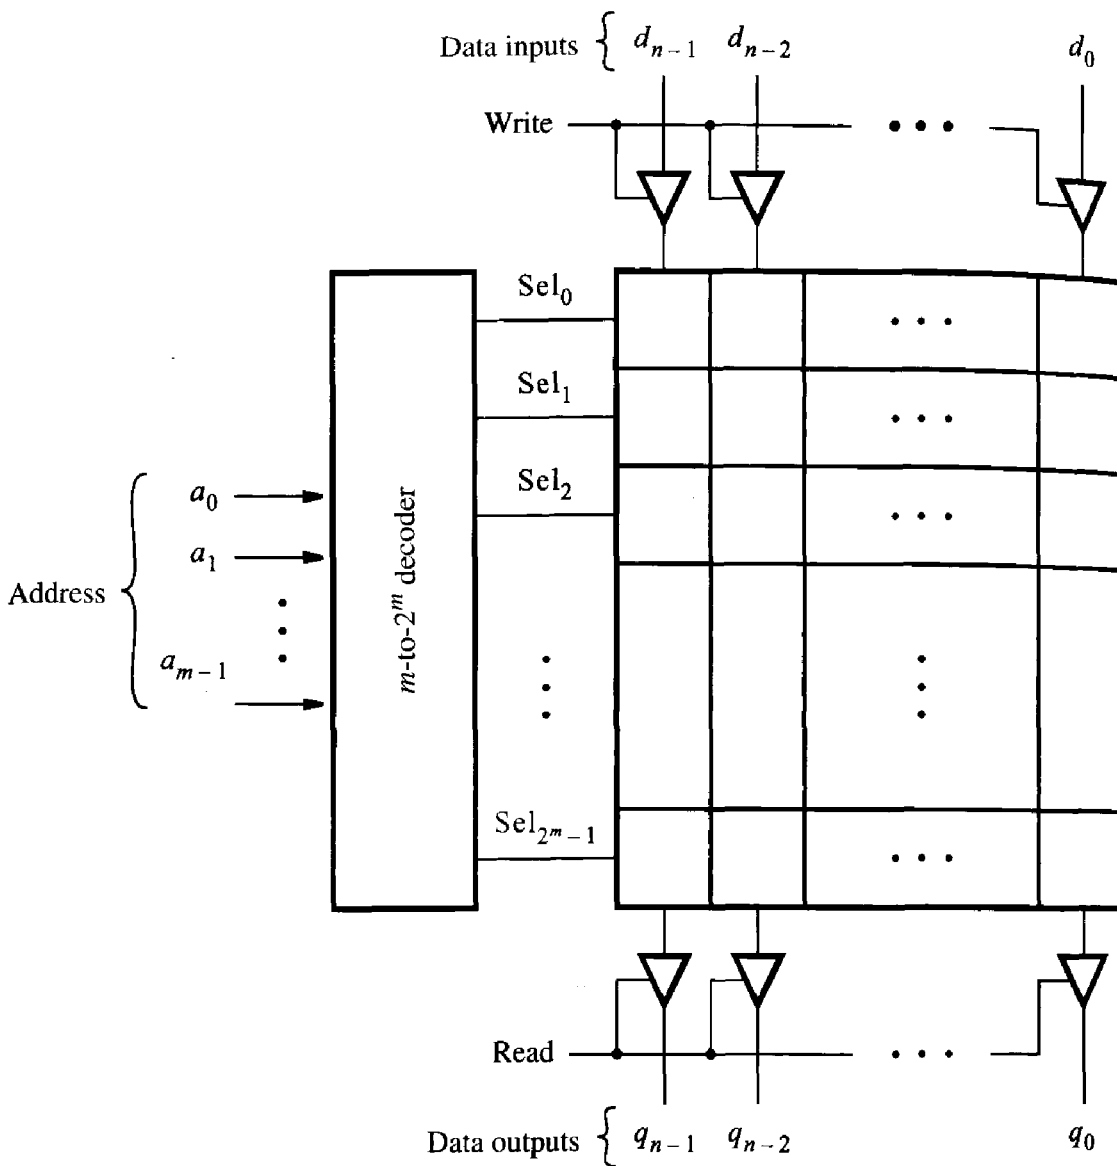 Data inputs { d_{n-1} d_{n-2} d_0
Write
Sel_0
Sel_1
Sel_2
Address
a_0
a_1
a_{m-1}
m-to-2^m decoder
Sel_{2^m-1}
Read
Data outputs { q_{n-1} q_{n-2} q_0